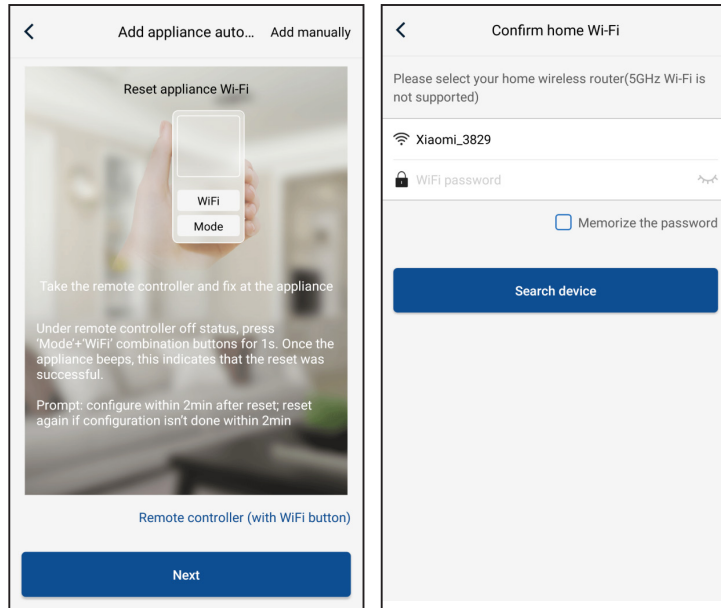 Add appliance auto... Add manually
Reset appliance Wi-Fi
WiFi
Mode
Take the remote controller and fix at the appliance
Under remote controller off status, press
'Mode'+'WiFi' combination buttons for 1s. Once the
appliance beeps, this indicates that the reset was
successful.
Prompt: configure within 2min after reset; reset
again if configuration isn't done within 2min
Remote controller (with WiFi button)
Next
Confirm home Wi-Fi
Please select your home wireless router(5GHz Wi-Fi is
not supported)
Xiaomi_3829
WiFi password
Memorize the password
Search device